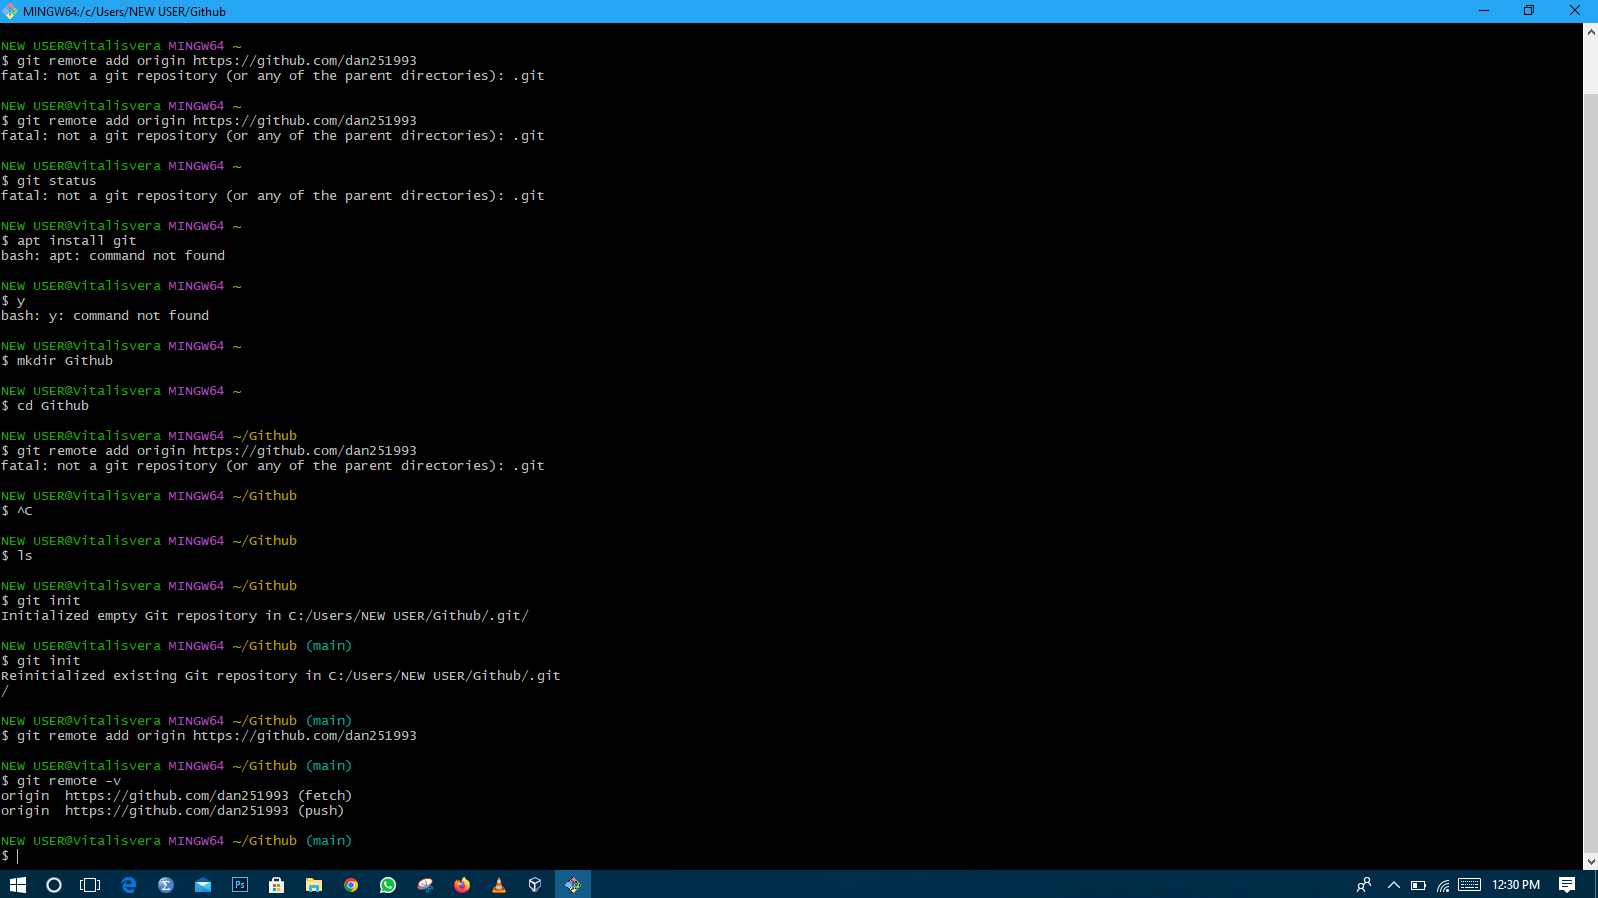 MINGW64:/c/Users/NEW USER/Github
NEW USER@Vitalisvera MINGW64 ~
$ git remote add origin https://github.com/dan251993
fatal: not a git repository (or any of the parent directories): .git
NEW USER@Vitalisvera MINGW64 ~
$ git remote add origin https://github.com/dan251993
fatal: not a git repository (or any of the parent directories): .git
NEW USER@Vitalisvera MINGW64 ~
$ git status
fatal: not a git repository (or any of the parent directories): .git
NEW USER@Vitalisvera MINGW64 ~
$ apt install git
bash: apt: command not found
NEW USER@Vitalisvera MINGW64 ~
$ y
bash: y: command not found
NEW USER@Vitalisvera MINGW64 ~
$ mkdir Github
NEW USER@Vitalisvera MINGW64 ~
$ cd Github
NEW USER@Vitalisvera MINGW64 ~/Github
$ git remote add origin https://github.com/dan251993
fatal: not a git repository (or any of the parent directories): .git
NEW USER@Vitalisvera MINGW64 ~/Github
$ ^C
NEW USER@Vitalisvera MINGW64 ~/Github
$ ls
NEW USER@Vitalisvera MINGW64 ~/Github
$ git init
Initialized empty Git repository in C:/Users/NEW USER/Github/.git/
NEW USER@Vitalisvera MINGW64 ~/Github (main)
$ git init
Reinitialized existing Git repository in C:/Users/NEW USER/Github/.git
/
NEW USER@Vitalisvera MINGW64 ~/Github (main)
$ git remote add origin https://github.com/dan251993
NEW USER@Vitalisvera MINGW64 ~/Github (main)
$ git remote -v
origin  https://github.com/dan251993 (fetch)
origin  https://github.com/dan251993 (push)
NEW USER@Vitalisvera MINGW64 ~/Github (main)
$
Ps
12:30 PM